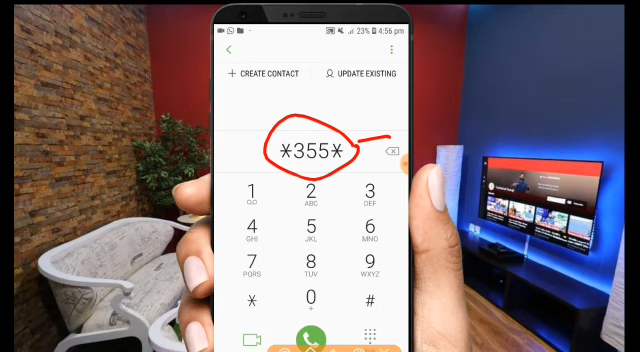 23% 4:56 pm
CREATE CONTACT UPDATE EXISTING
*355*
1 2 3
ABC DEF
4 5 6
GHI JKL MNO
7 8 9
PQRS TUV WXYZ
* 0 #
+